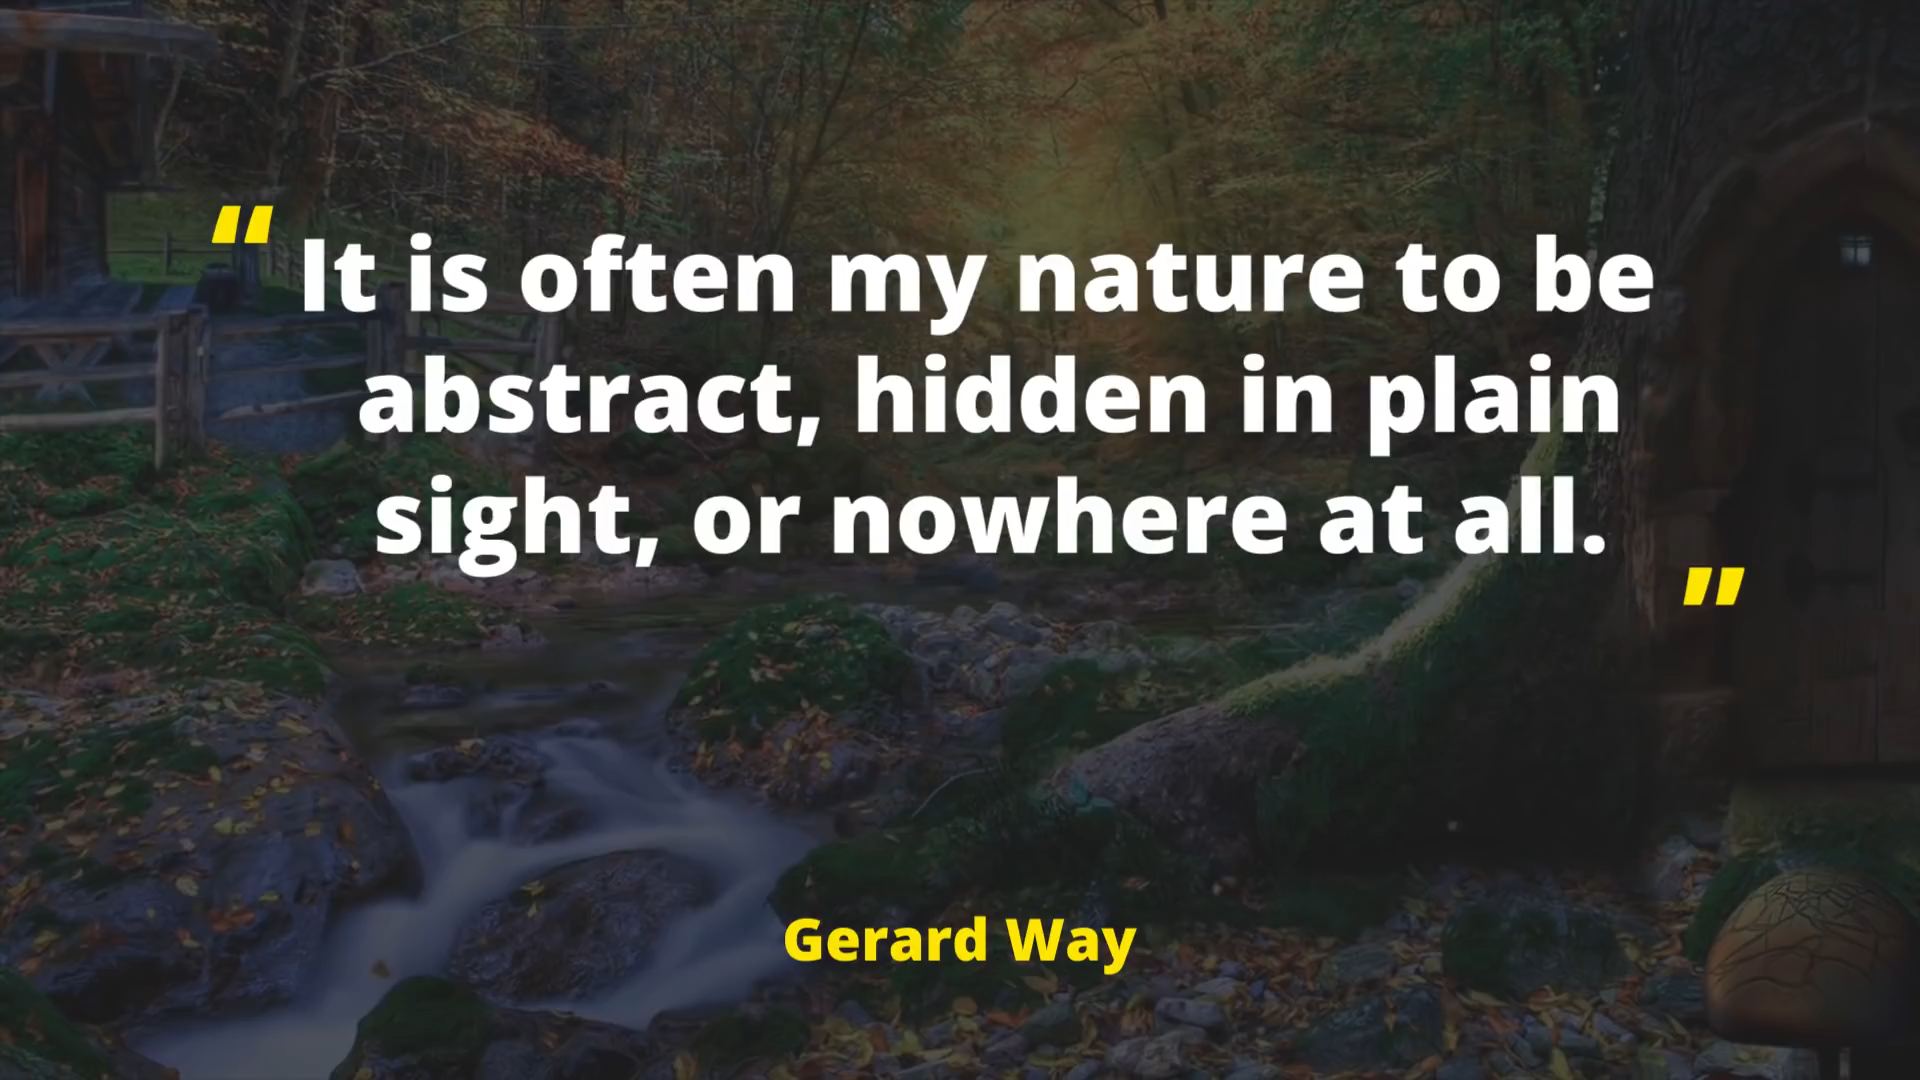 “ It is often my nature to be
abstract, hidden in plain
sight, or nowhere at all. ”
Gerard Way